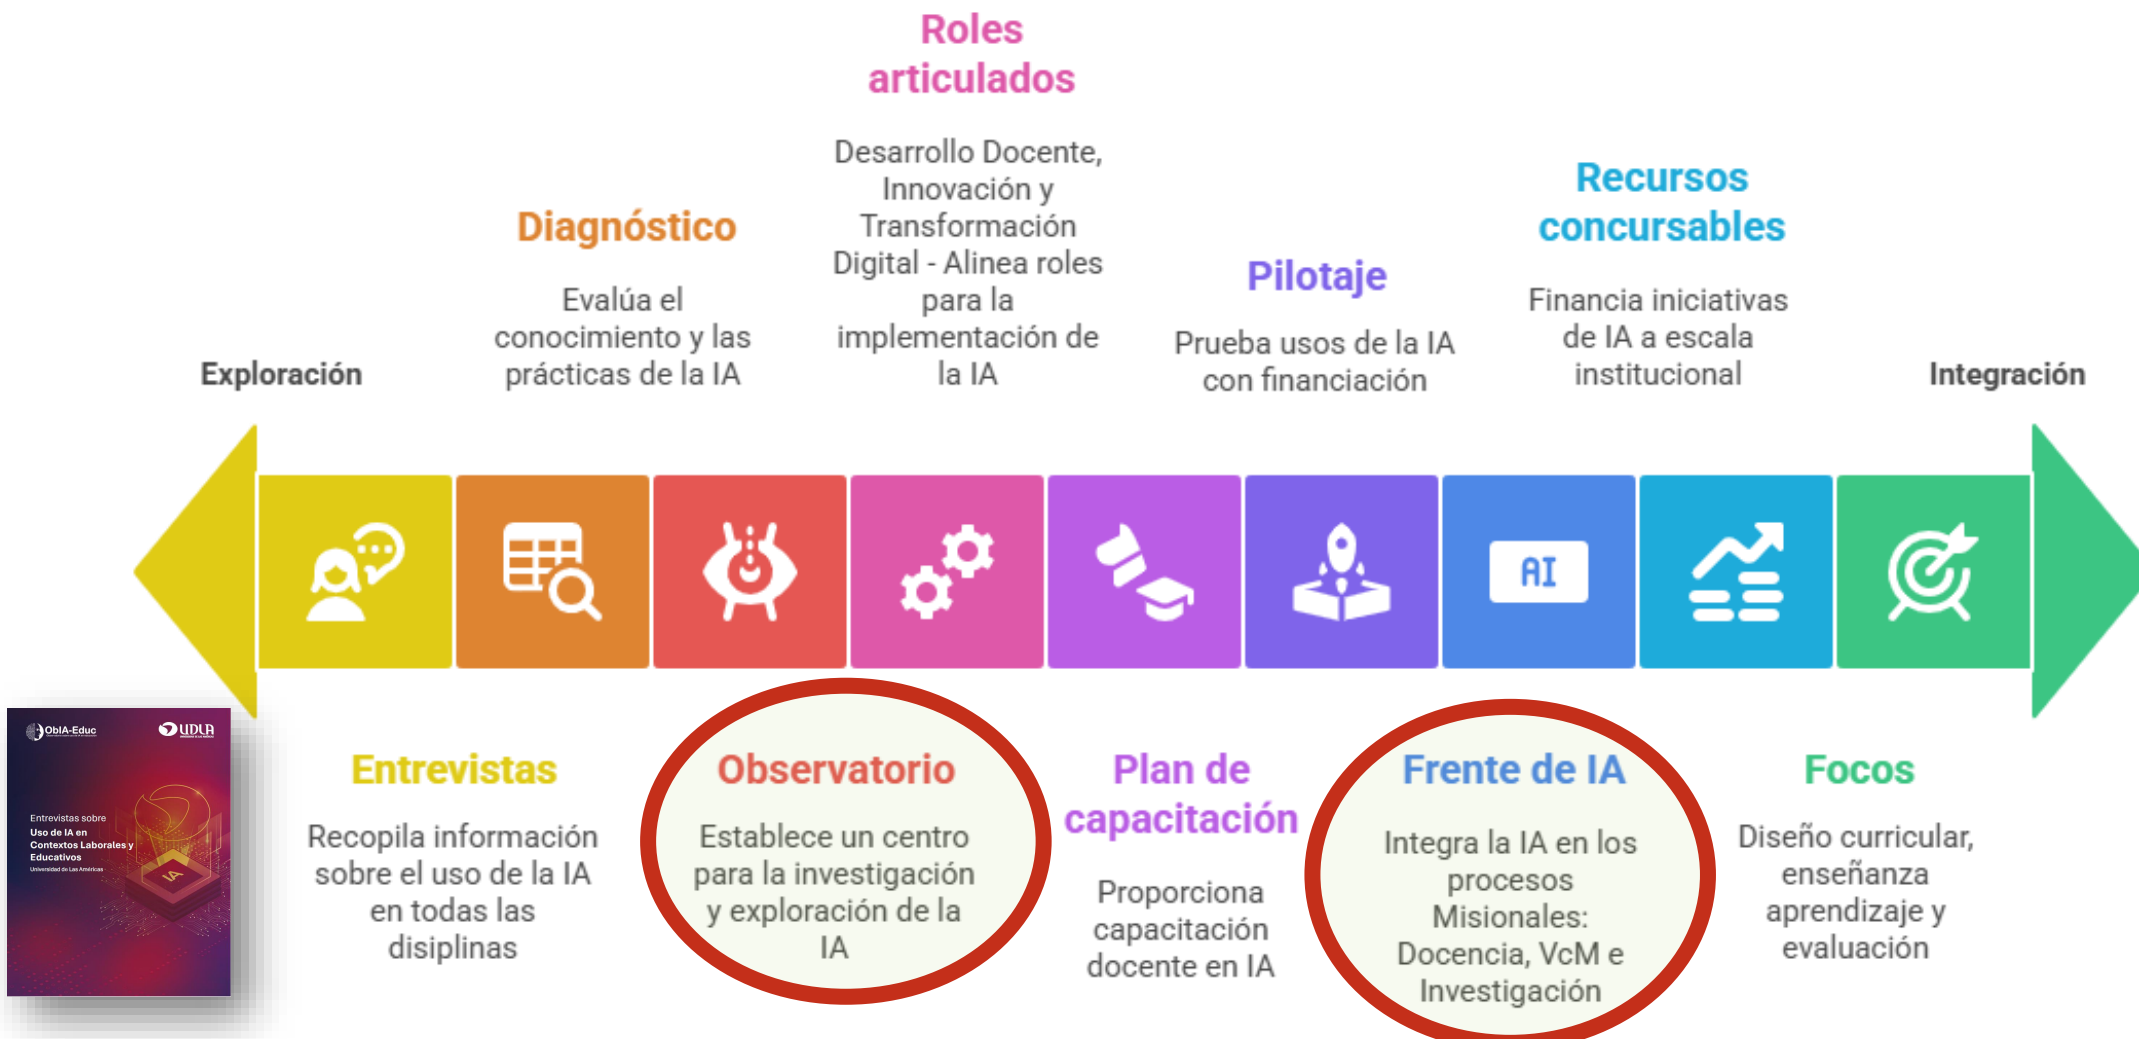 Roles
articulados
Desarrollo Docente,
Innovación y
Transformación
Digital - Alinea roles
para la
implementación de
la IA
Recursos
concursables
Financia iniciativas
de IA a escala
institucional
Diagnóstico
Evalúa el
conocimiento y las
prácticas de la IA
Pilotaje
Prueba usos de la IA
con financiación
Exploración
Integración
AI
ObIA-Educ
UDLA
Entrevistas sobre
Uso de IA en
Contextos Laborales y
Educativos
Universidad de Las Américas
IA
Entrevistas
Recopila información
sobre el uso de la IA
en todas las
disiplinas
Observatorio
Establece un centro
para la investigación
y exploración de la
IA
Plan de
capacitación
Proporciona
capacitación
docente en IA
Frente de IA
Integra la IA en los
procesos
Misionales:
Docencia, VcM e
Investigación
Focos
Diseño curricular,
enseñanza
aprendizaje y
evaluación